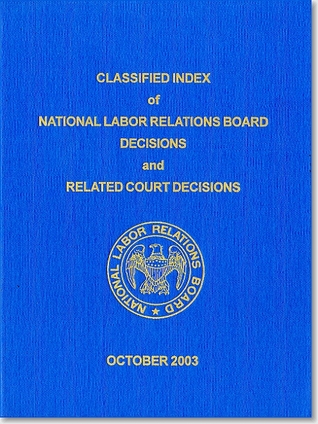 CLASSIFIED INDEX
of
NATIONAL LABOR RELATIONS BOARD
DECISIONS
and
RELATED COURT DECISIONS
NATIONAL LABOR RELATIONS BOARD ★
OCTOBER 2003